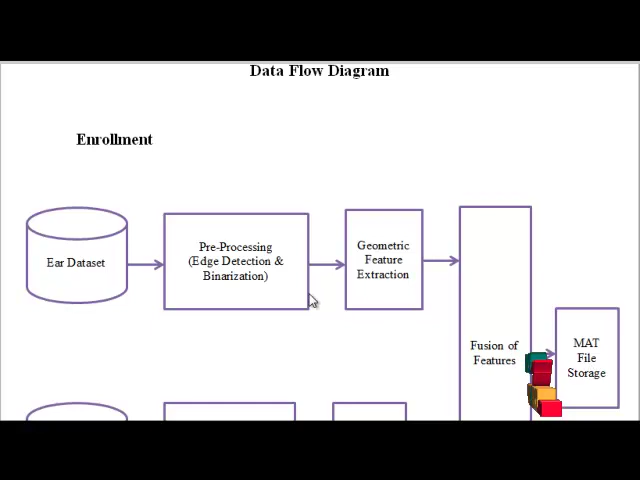 Data Flow Diagram
Enrollment
Ear Dataset
Pre-Processing
(Edge Detection &
Binarization)
Geometric
Feature
Extraction
Fusion of
Features
MAT
File
Storage